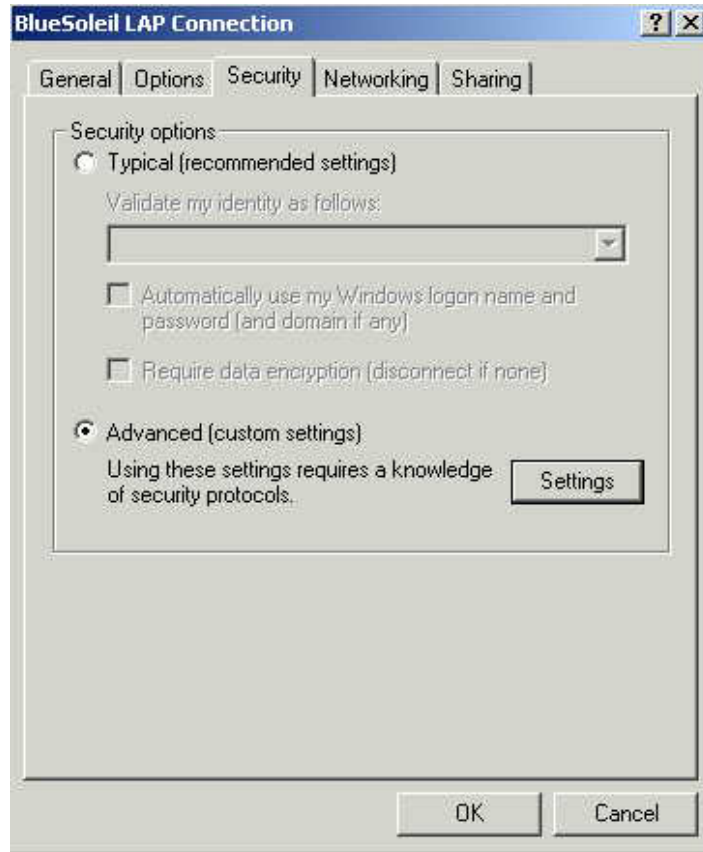 BlueSoleil LAP Connection
General Options Security Networking Sharing
Security options
Typical (recommended settings)
Validate my identity as follows:
Automatically use my Windows logon name and
password (and domain if any)
Require data encryption (disconnect if none)
Advanced (custom settings)
Using these settings requires a knowledge
of security protocols.
Settings
OK Cancel